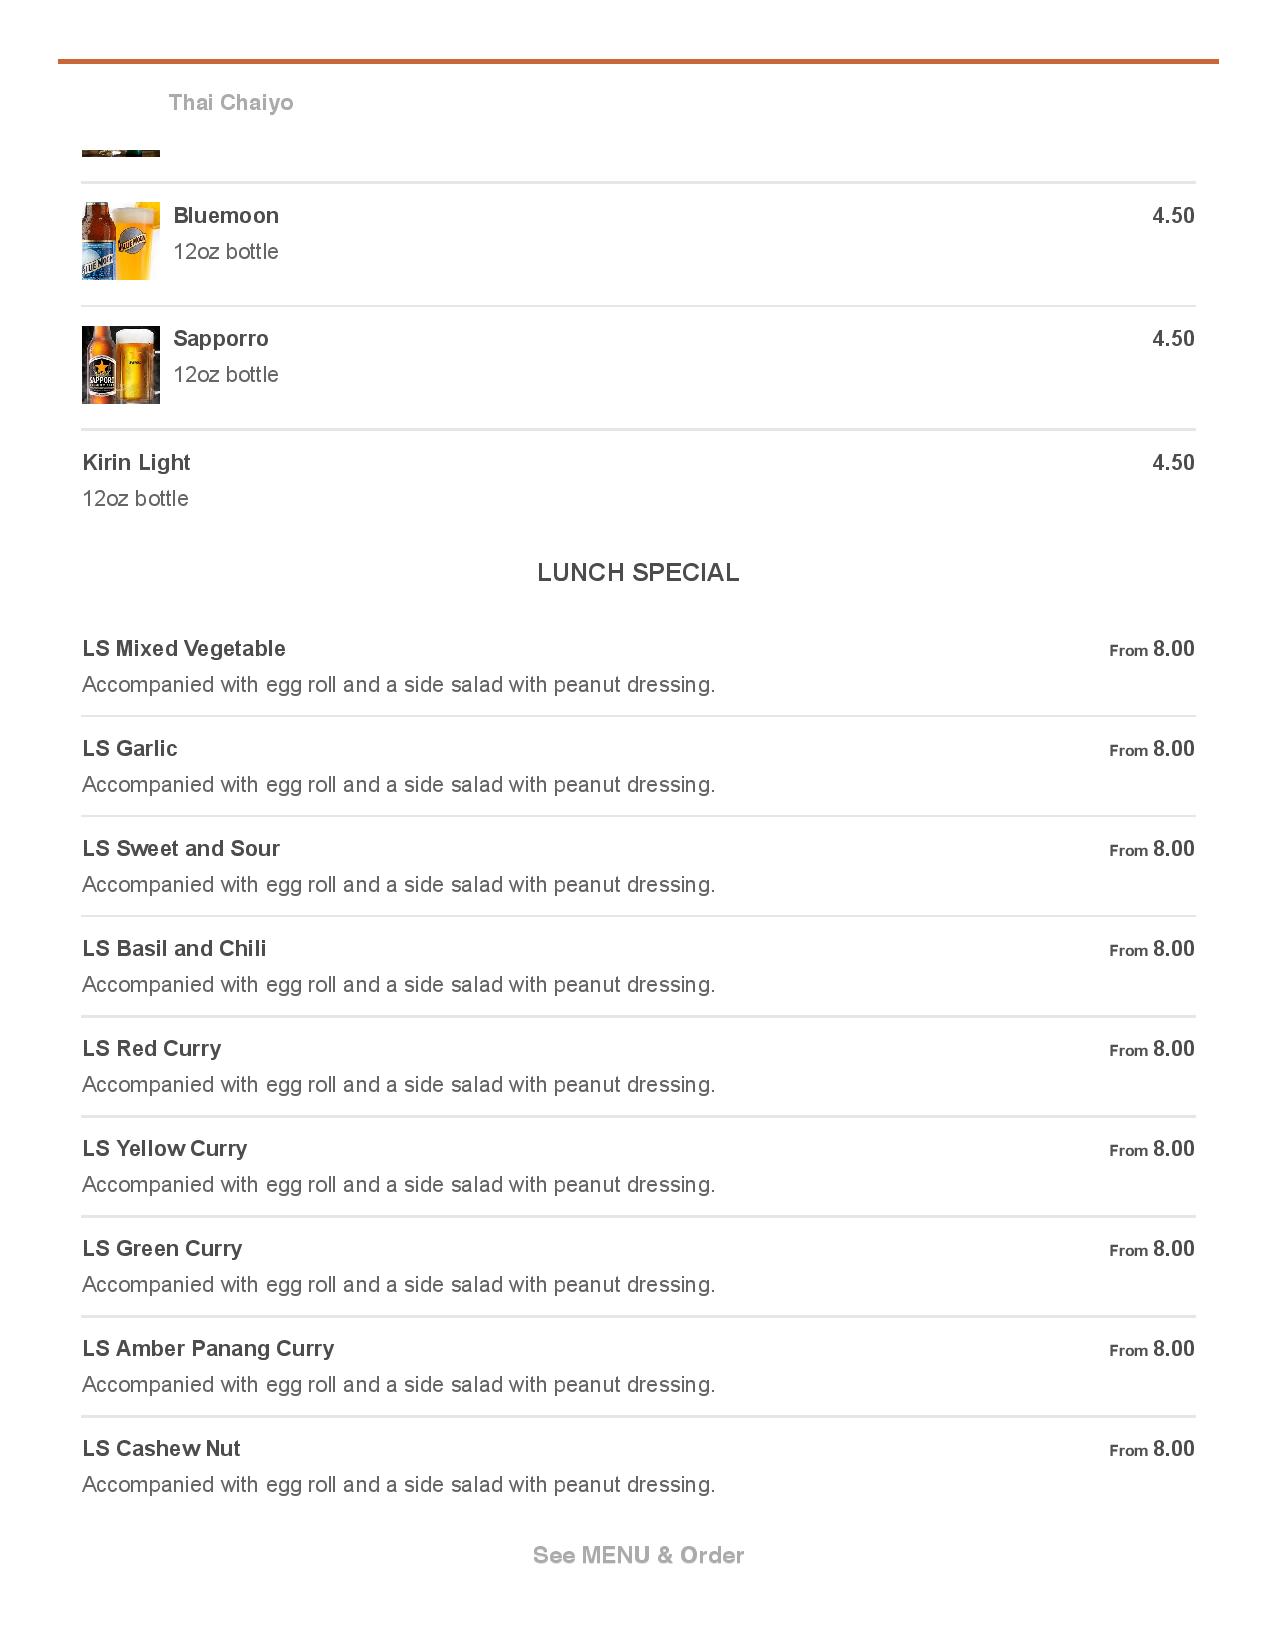 Thai Chaiyo
Bluemoon 4.50
12oz bottle
BLUE MOON
BLUE MOON
Sapporro 4.50
12oz bottle
SAPPORO
Kirin Light 4.50
12oz bottle
LUNCH SPECIAL
LS Mixed Vegetable From 8.00
Accompanied with egg roll and a side salad with peanut dressing.
LS Garlic From 8.00
Accompanied with egg roll and a side salad with peanut dressing.
LS Sweet and Sour From 8.00
Accompanied with egg roll and a side salad with peanut dressing.
LS Basil and Chili From 8.00
Accompanied with egg roll and a side salad with peanut dressing.
LS Red Curry From 8.00
Accompanied with egg roll and a side salad with peanut dressing.
LS Yellow Curry From 8.00
Accompanied with egg roll and a side salad with peanut dressing.
LS Green Curry From 8.00
Accompanied with egg roll and a side salad with peanut dressing.
LS Amber Panang Curry From 8.00
Accompanied with egg roll and a side salad with peanut dressing.
LS Cashew Nut From 8.00
Accompanied with egg roll and a side salad with peanut dressing.
See MENU & Order